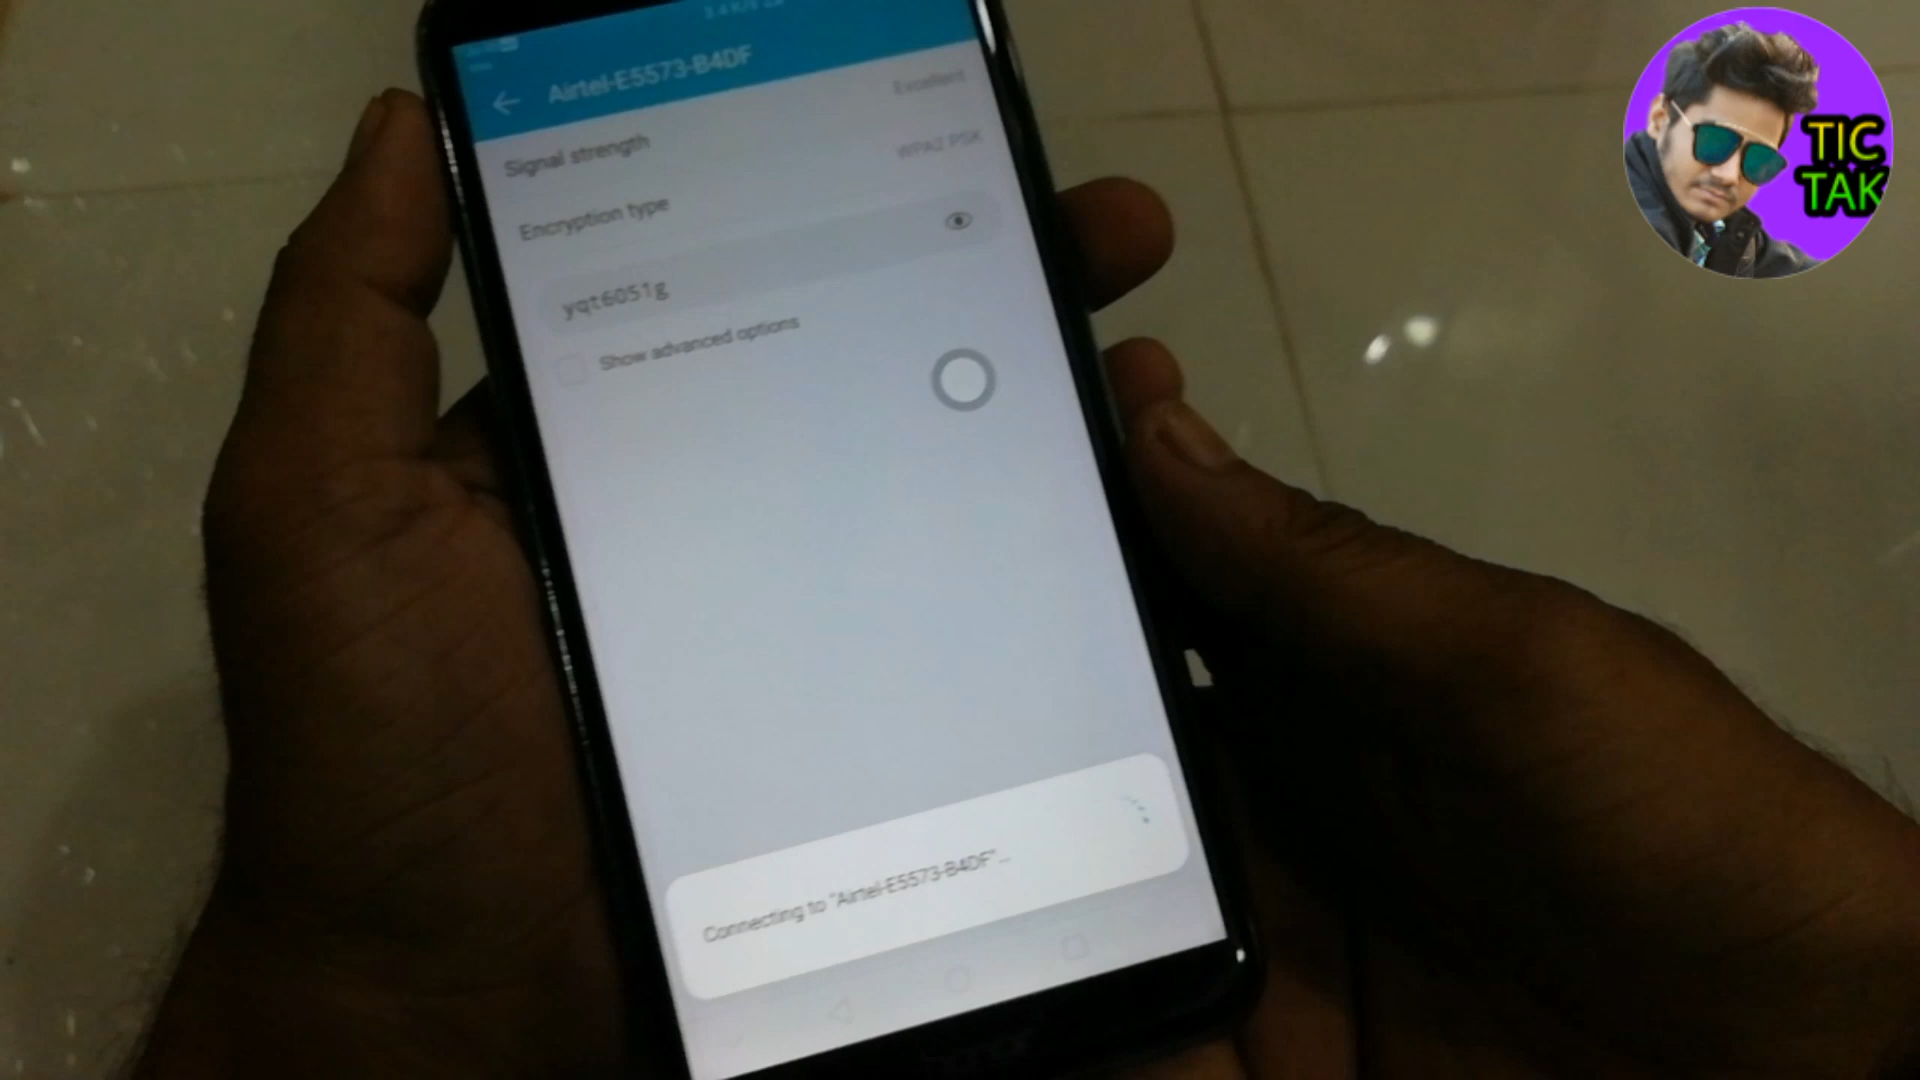 Airtel-E5573-B4DF
Signal strength
Excellent
Encryption type
WPA2 PSK
yqt6051g
Show advanced options
Connecting to "Airtel-E5573-B4DF"...
TIC
TAK